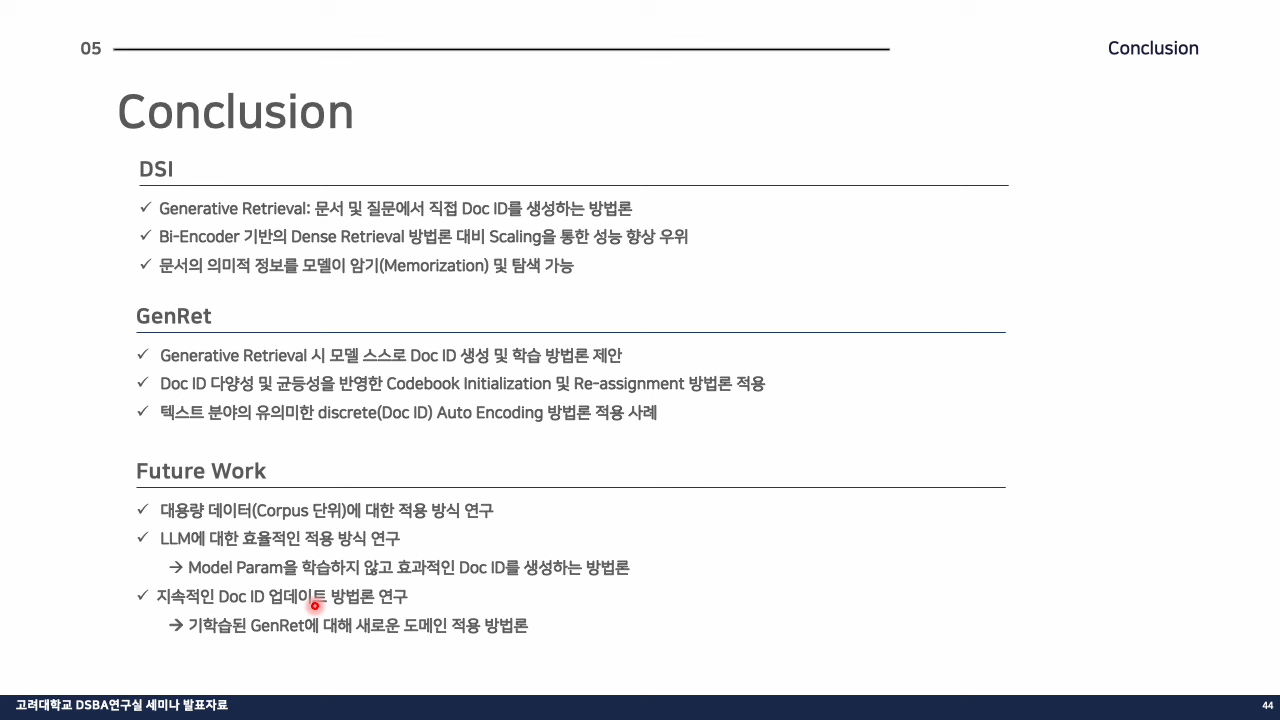 05
Conclusion
Conclusion
DSI
✓ Generative Retrieval: 문서 및 질문에서 직접 Doc ID를 생성하는 방법론
✓ Bi-Encoder 기반의 Dense Retrieval 방법론 대비 Scaling을 통한 성능 향상 우위
✓ 문서의 의미적 정보를 모델이 암기(Memorization) 및 탐색 가능
GenRet
✓ Generative Retrieval 시 모델 스스로 Doc ID 생성 및 학습 방법론 제안
✓ Doc ID 다양성 및 균등성을 반영한 Codebook Initialization 및 Re-assignment 방법론 적용
✓ 텍스트 분야의 유의미한 discrete(Doc ID) Auto Encoding 방법론 적용 사례
Future Work
✓ 대용량 데이터(Corpus 단위)에 대한 적용 방식 연구
✓ LLM에 대한 효율적인 적용 방식 연구
→ Model Param을 학습하지 않고 효과적인 Doc ID를 생성하는 방법론
✓ 지속적인 Doc ID 업데이트 방법론 연구
→ 기학습된 GenRet에 대해 새로운 도메인 적용 방법론
고려대학교 DSBA연구실 세미나 발표자료
44